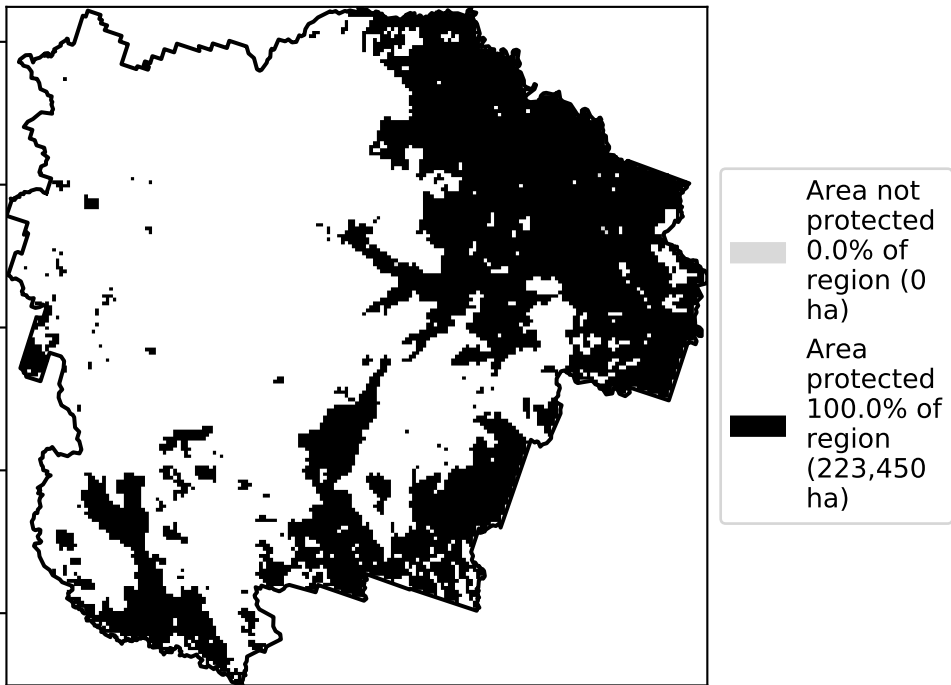 Area not
protected
0.0% of
region (0
ha)
Area
protected
100.0% of
region
(223,450
ha)